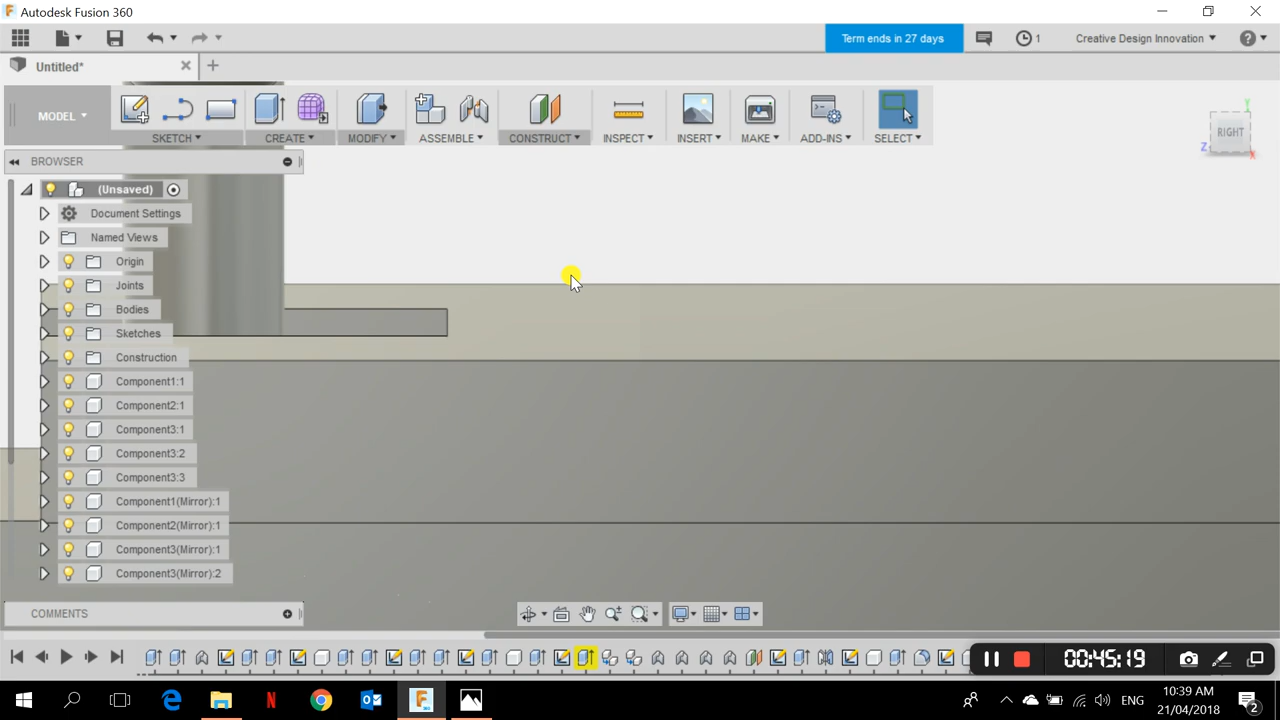 Autodesk Fusion 360
Term ends in 27 days
1
Creative Design Innovation
Untitled*
MODEL
SKETCH
CREATE
MODIFY
ASSEMBLE
CONSTRUCT
INSPECT
INSERT
MAKE
ADD-INS
SELECT
Y
RIGHT
Z
X
BROWSER
(Unsaved)
Document Settings
Named Views
Origin
Joints
Bodies
Sketches
Construction
Component1:1
Component2:1
Component3:1
Component3:2
Component3:3
Component1(Mirror):1
Component2(Mirror):1
Component3(Mirror):1
Component3(Mirror):2
COMMENTS
00:45:19
ENG
10:39 AM
21/04/2018
2